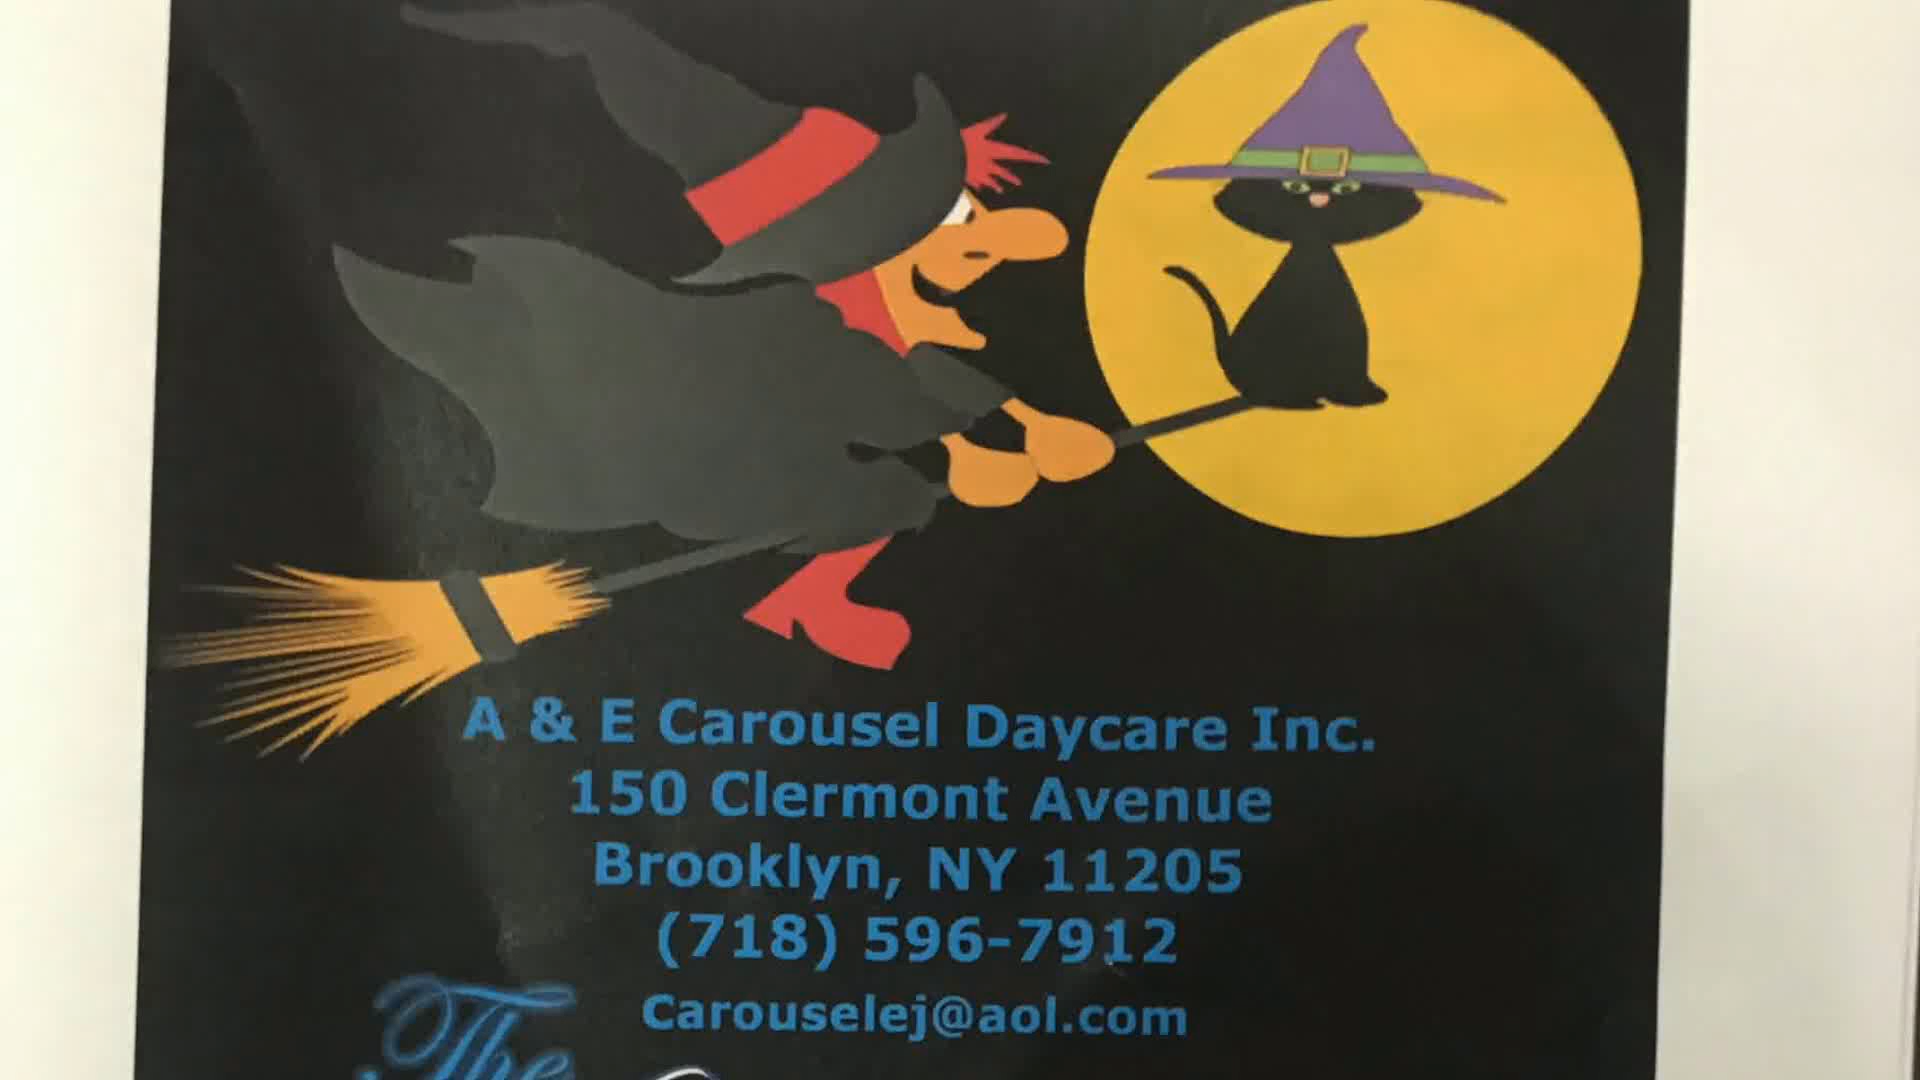 A & E Carousel Daycare Inc.
150 Clermont Avenue
Brooklyn, NY 11205
(718) 596-7912
Carouselej@aol.com
The